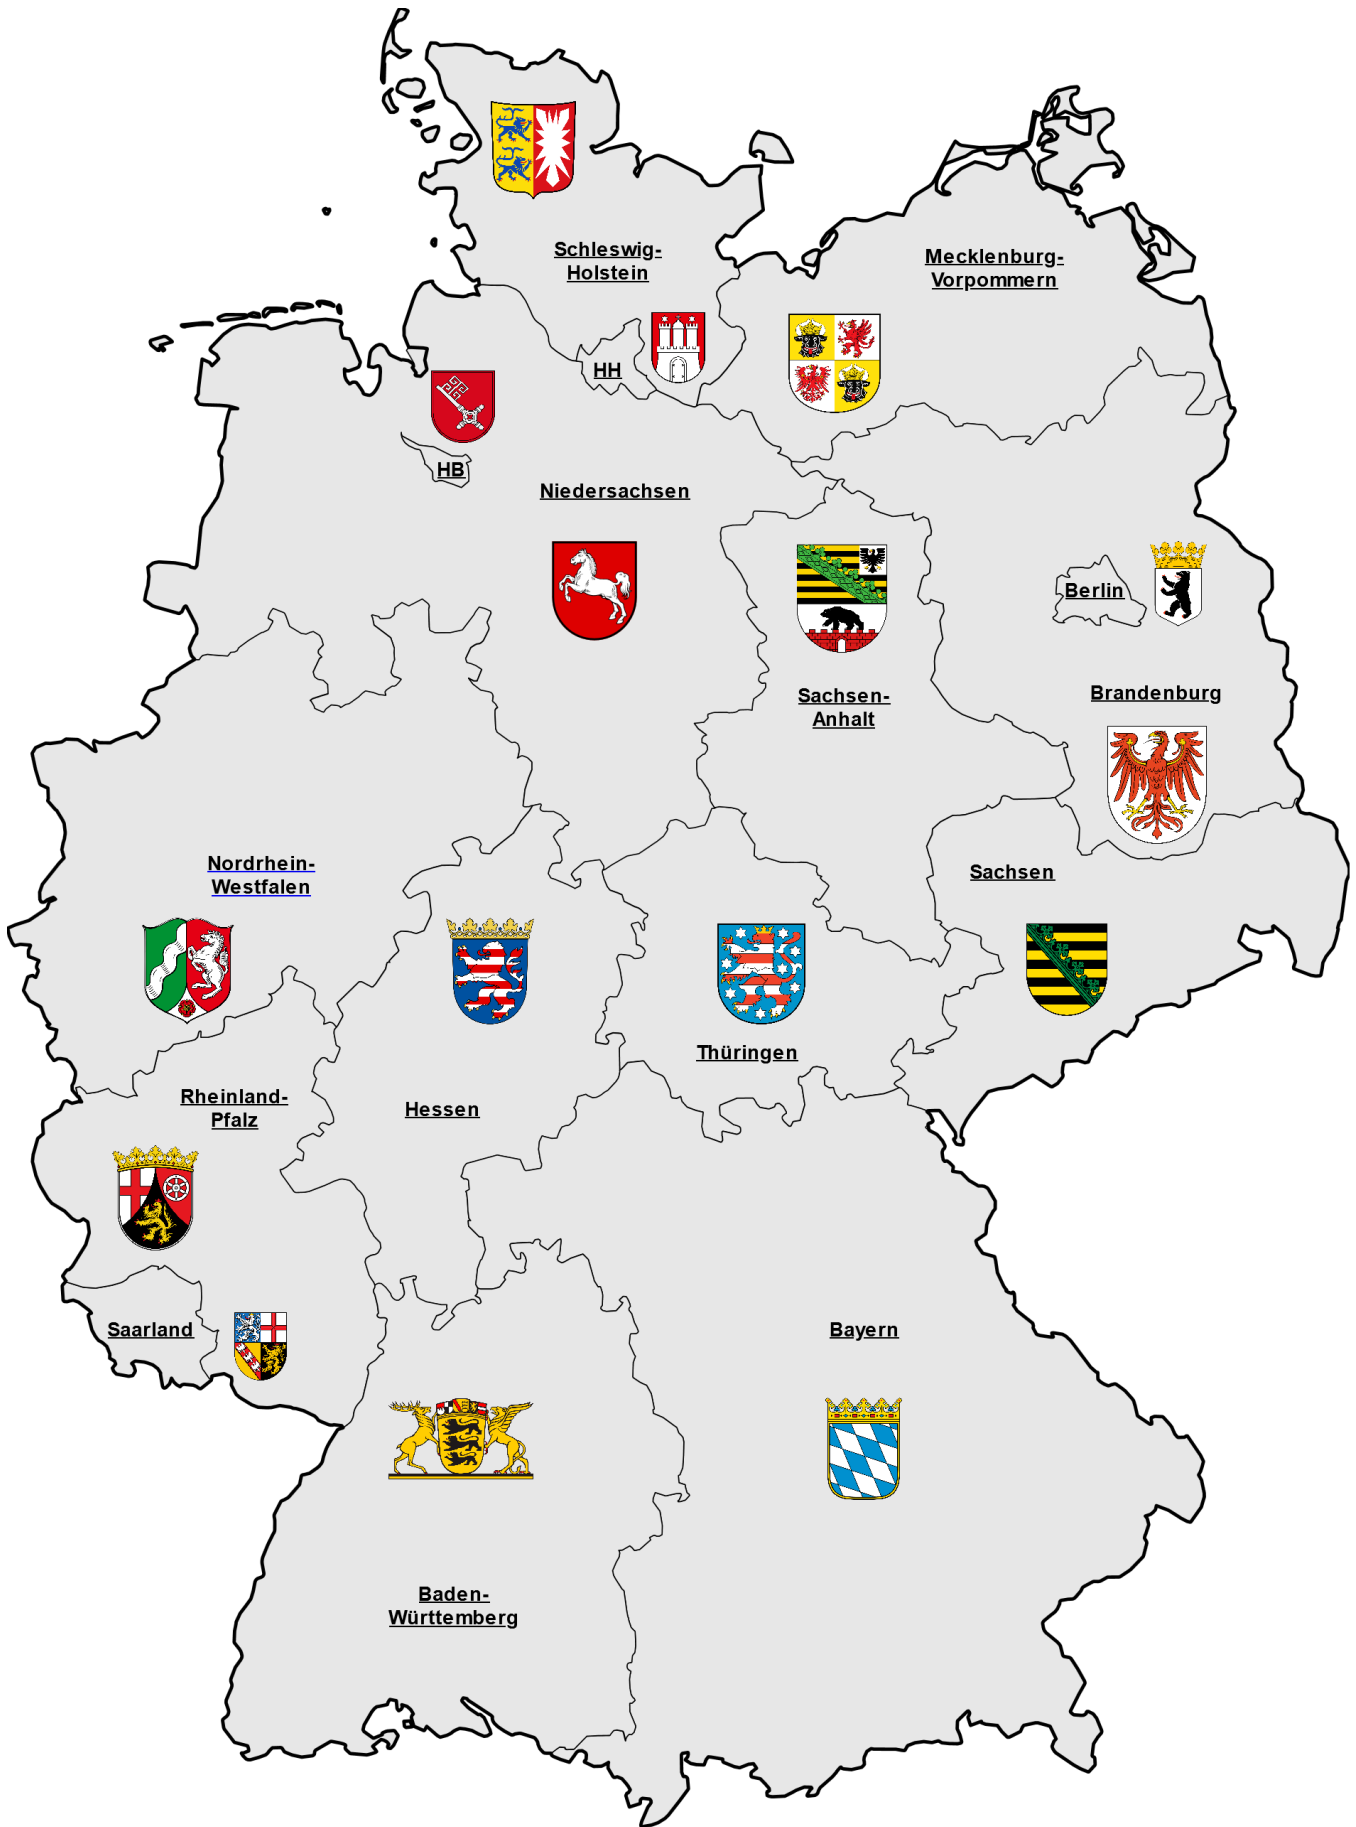 Schleswig-
Holstein
Mecklenburg-
Vorpommern
HH
HB
Niedersachsen
Berlin
Sachsen-
Anhalt
Brandenburg
Nordrhein-
Westfalen
Sachsen
Thüringen
Rheinland-
Pfalz
Hessen
Saarland
Bayern
Baden-
Württemberg